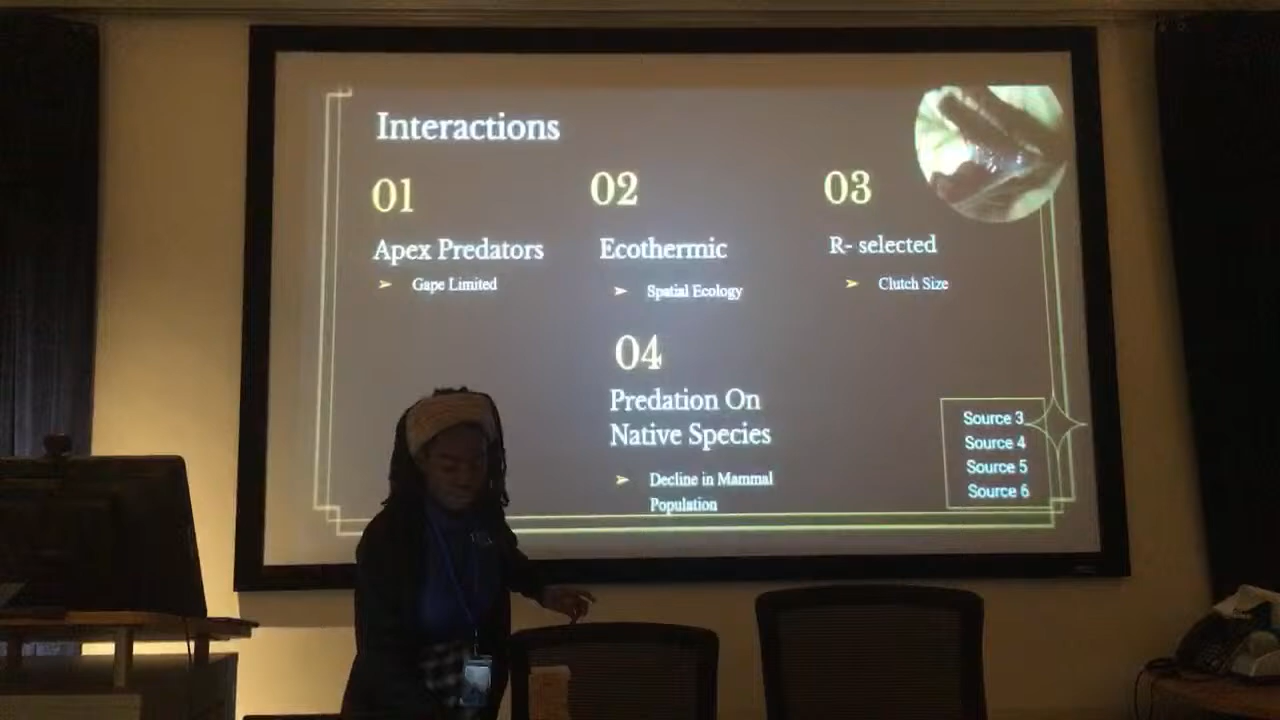 Interactions
01
Apex Predators
➢ Gape Limited
02
Ecothermic
➢ Spatial Ecology
03
R- selected
➢ Clutch Size
04
Predation On
Native Species
➢ Decline in Mammal
Population
Source 3
Source 4
Source 5
Source 6